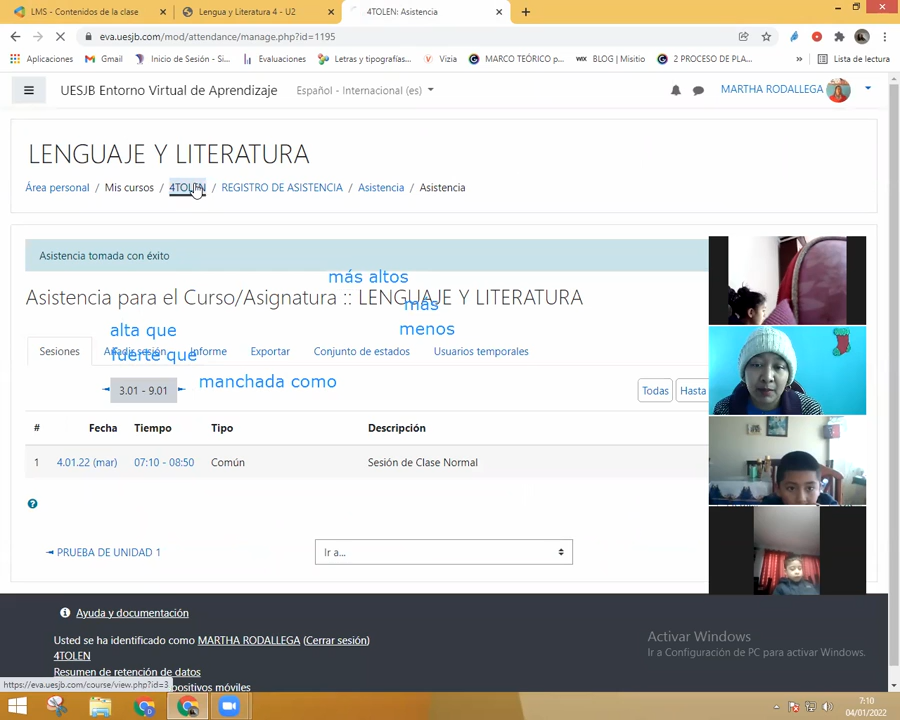 LMS - Contenidos de la clase
Lengua y Literatura 4 - U2
4TOLEN: Asistencia
eva.uesjb.com/mod/attendance/manage.php?id=1195
Aplicaciones
Gmail
Inicio de Sesión - Si...
Evaluaciones
Letras y tipografías...
Vizia
MARCO TEÓRICO p...
WIX BLOG | Misitio
2 PROCESO DE PLA...
»
Lista de lectura
UESJB Entorno Virtual de Aprendizaje
Español - Internacional (es)
MARTHA RODALLEGA
LENGUAJE Y LITERATURA
Área personal / Mis cursos / 4TOLEN / REGISTRO DE ASISTENCIA / Asistencia / Asistencia
Asistencia tomada con éxito
más altos
Asistencia para el Curso/Asignatura :: LENGUAJE Y LITERATURA
más
alta que
menos
Sesiones
Añadir sesión
Informe
Exportar
Conjunto de estados
Usuarios temporales
fuerte que
manchada como
3.01 - 9.01
Todas
Hasta
# Fecha Tiempo Tipo Descripción
1 4.01.22 (mar) 07:10 - 08:50 Común Sesión de Clase Normal
PRUEBA DE UNIDAD 1
Ir a...
Ayuda y documentación
Usted se ha identificado como MARTHA RODALLEGA (Cerrar sesión)
4TOLEN
Resumen de retención de datos
https://eva.uesjb.com/course/view.php?id=3
positivos móviles
Activar Windows
Ir a Configuración de PC para activar Windows.
7:10
04/01/2022